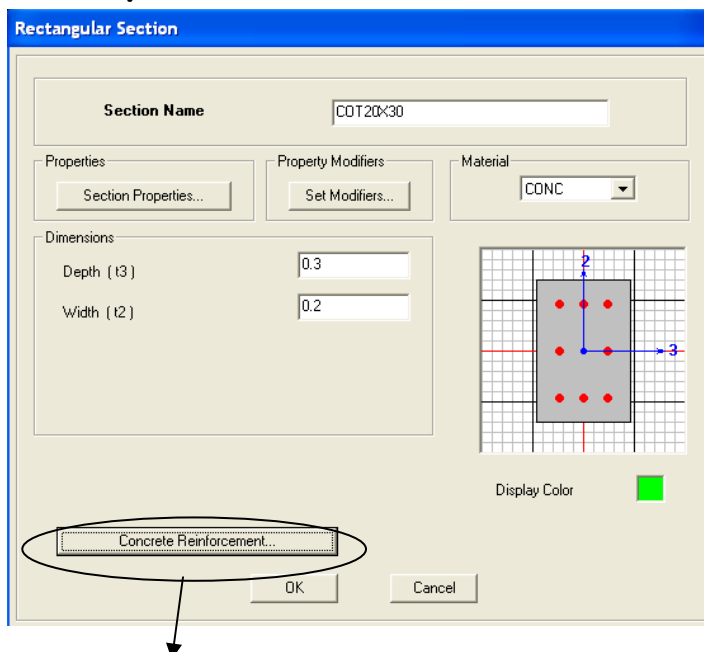 Rectangular Section
Section Name COT20X30
Properties Property Modifiers Material
Section Properties... Set Modifiers... CONC
Dimensions
Depth ( t3 ) 0.3
Width ( t2 ) 0.2
2
3
Display Color
Concrete Reinforcement...
OK Cancel